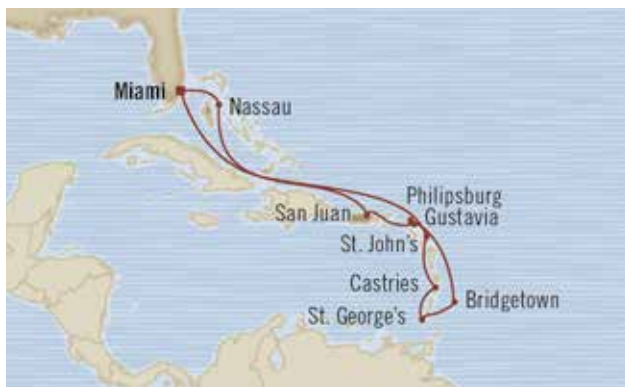 Miami
Nassau
Philipsburg
San Juan
Gustavia
St. John's
Castries
Bridgetown
St. George's